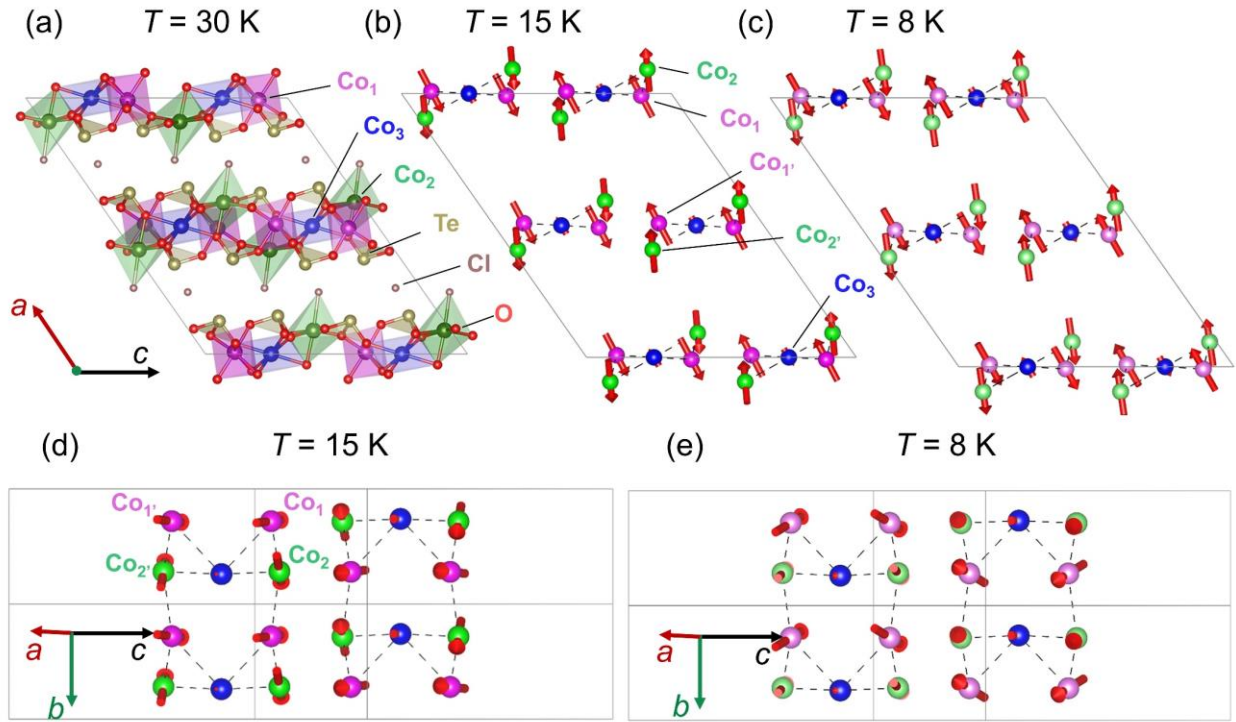 (a) T = 30 K (b) T = 15 K (c) T = 8 K
Co1
Co3
Co2
Te
Cl
O
a
c
Co2
Co1
Co1'
Co2'
Co3
(d) T = 15 K (e) T = 8 K
Co1' Co1
Co2' Co2
a c
b
a c
b